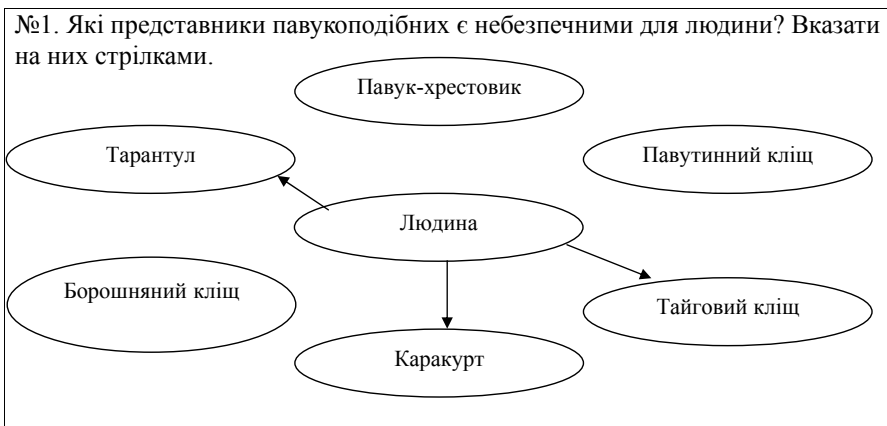 №1. Які представники павукоподібних є небезпечними для людини? Вказати
на них стрілками.
Павук-хрестовик
Тарантул
Павутинний кліщ
Людина
Борошняний кліщ
Тайговий кліщ
Каракурт